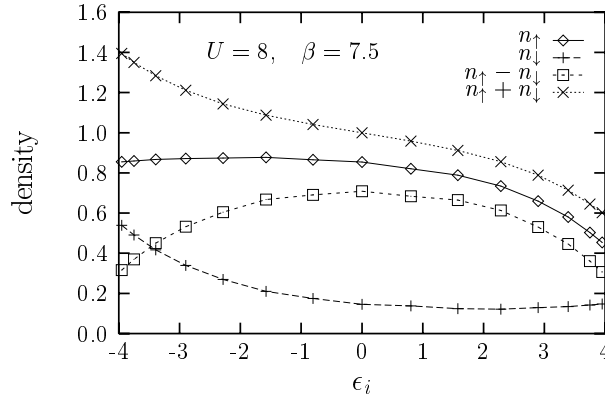 1.6
1.4
1.2
1.0
0.8
0.6
0.4
0.2
0.0
density
U = 8, β = 7.5
n↑
n↓
n↑ − n↓
n↑ + n↓
-4 -3 -2 -1 0 1 2 3 4
ϵi